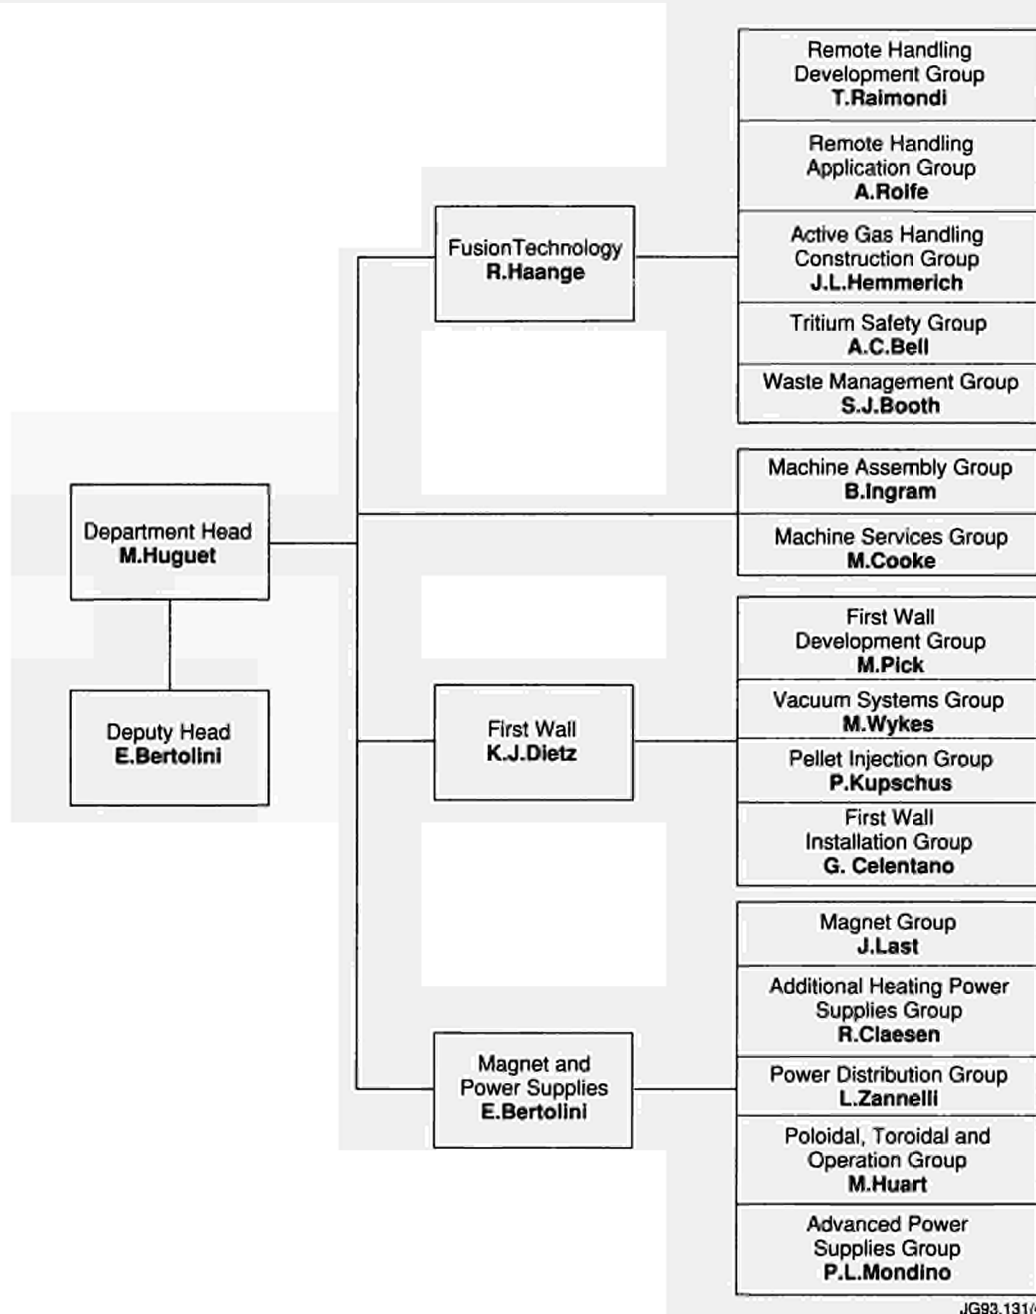 Remote Handling
Development Group
T.Raimondi
Remote Handling
Application Group
A.Rolfe
Active Gas Handling
Construction Group
J.L.Hemmerich
Tritium Safety Group
A.C.Bell
Waste Management Group
S.J.Booth
Fusion Technology
R.Haange
Machine Assembly Group
B.Ingram
Machine Services Group
M.Cooke
Department Head
M.Huguet
Deputy Head
E.Bertolini
First Wall
K.J.Dietz
First Wall
Development Group
M.Pick
Vacuum Systems Group
M.Wykes
Pellet Injection Group
P.Kupschus
First Wall
Installation Group
G. Celentano
Magnet and
Power Supplies
E.Bertolini
Magnet Group
J.Last
Additional Heating Power
Supplies Group
R.Claesen
Power Distribution Group
L.Zannelli
Poloidal, Toroidal and
Operation Group
M.Huart
Advanced Power
Supplies Group
P.L.Mondino
JG93.131/